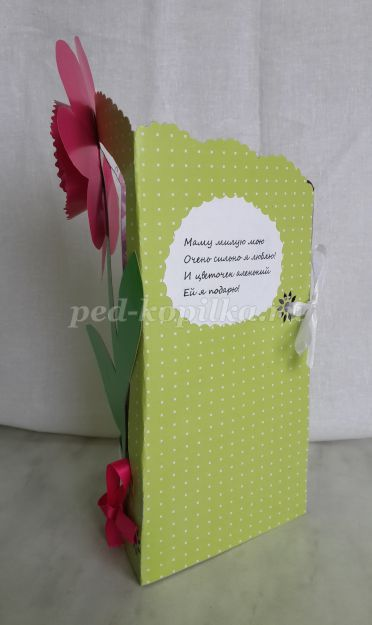 Маму милую мою
Очень сильно я люблю!
И цветочек аленький
Ей я подарю!
ped-kopilka.ru